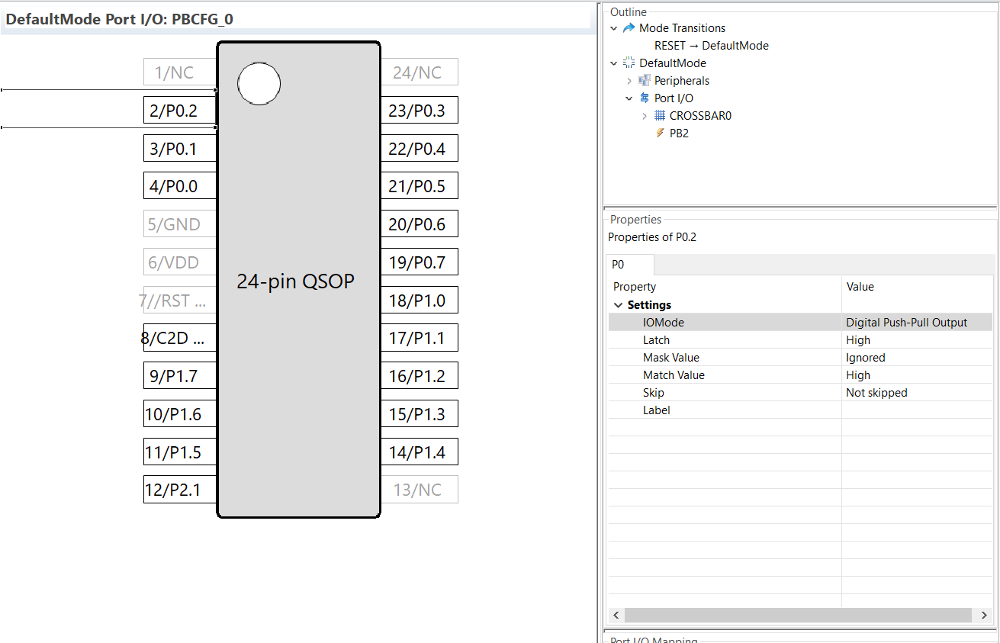 DefaultMode Port I/O: PBCFG_0
1/NC
24/NC
2/P0.2
23/P0.3
3/P0.1
22/P0.4
4/P0.0
21/P0.5
5/GND
20/P0.6
6/VDD
19/P0.7
24-pin QSOP
7//RST ...
18/P1.0
8/C2D ...
17/P1.1
9/P1.7
16/P1.2
10/P1.6
15/P1.3
11/P1.5
14/P1.4
12/P2.1
13/NC
Outline
Mode Transitions
RESET → DefaultMode
DefaultMode
Peripherals
Port I/O
CROSSBAR0
PB2
Properties
Properties of P0.2
P0
Property Value
Settings
IOMode Digital Push-Pull Output
Latch High
Mask Value Ignored
Match Value High
Skip Not skipped
Label
Port I/O Mapping